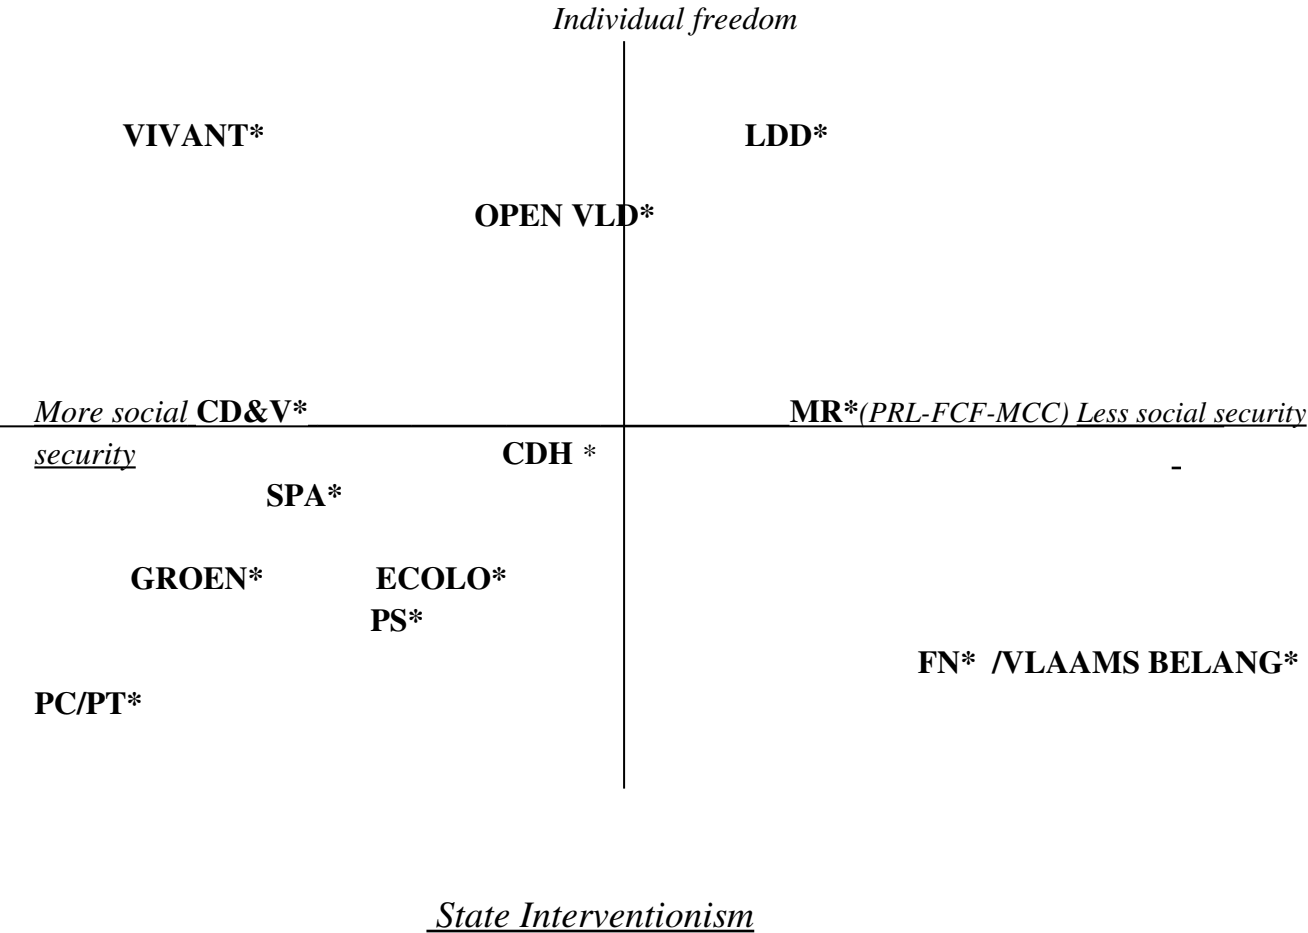 Individual freedom
VIVANT* LDD*
OPEN VLD*
More social CD&V* MR*(PRL-FCF-MCC) Less social security
security CDH * -
SPA*
GROEN* ECOLO*
PS*
FN* /VLAAMS BELANG*
PC/PT*
State Interventionism